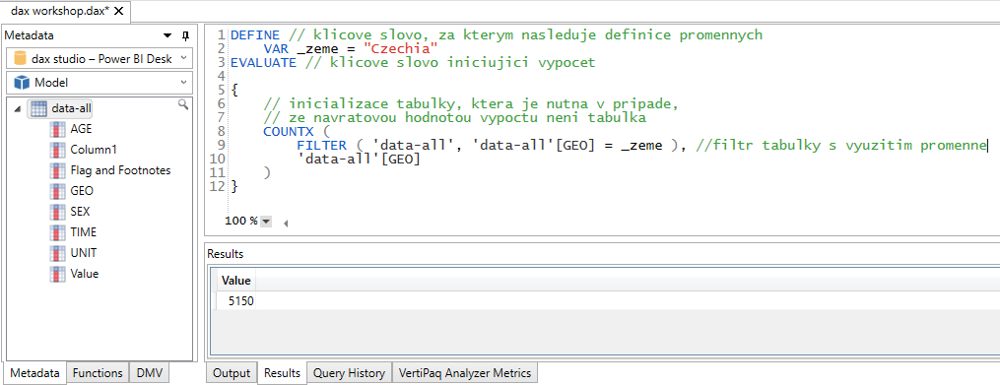 dax workshop.dax*
Metadata
dax studio – Power BI Desk
Model
data-all
AGE
Column1
Flag and Footnotes
GEO
SEX
TIME
UNIT
Value
Metadata Functions DMV
1 DEFINE // klicove slovo, za kterym nasleduje definice promennych
2 VAR _zeme = "Czechia"
3 EVALUATE // klicove slovo iniciujici vypocet
4
5 {
6 // inicializace tabulky, ktera je nutna v pripade,
7 // ze navratovou hodnotou vypoctu neni tabulka
8 COUNTX (
9 FILTER ( 'data-all', 'data-all'[GEO] = _zeme ), //filtr tabulky s vyuzitim promenne
10 'data-all'[GEO]
11 )
12 }
100 %
Results
Value
5150
Output Results Query History VertiPaq Analyzer Metrics